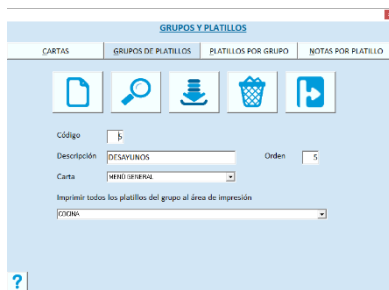 GRUPOS Y PLATILLOS
CARTAS GRUPOS DE PLATILLOS PLATILLOS POR GRUPO NOTAS POR PLATILLO
Código 5
Descripción DESAYUNOS Orden 5
Carta MENÚ GENERAL
Imprimir todos los platillos del grupo al área de impresión
COCINA
?